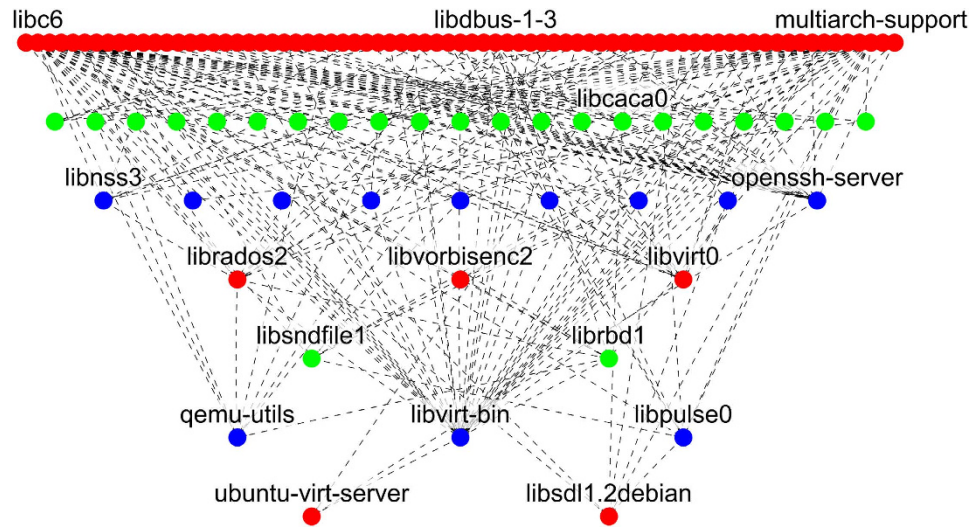 libc6 libdbus-1-3 multiarch-support
libcaca0
libnss3 openssh-server
librados2 libvorbisenc2 libvirt0
libsndfile1 librbd1
qemu-utils libvirt-bin libpulse0
ubuntu-virt-server libsdl1.2debian